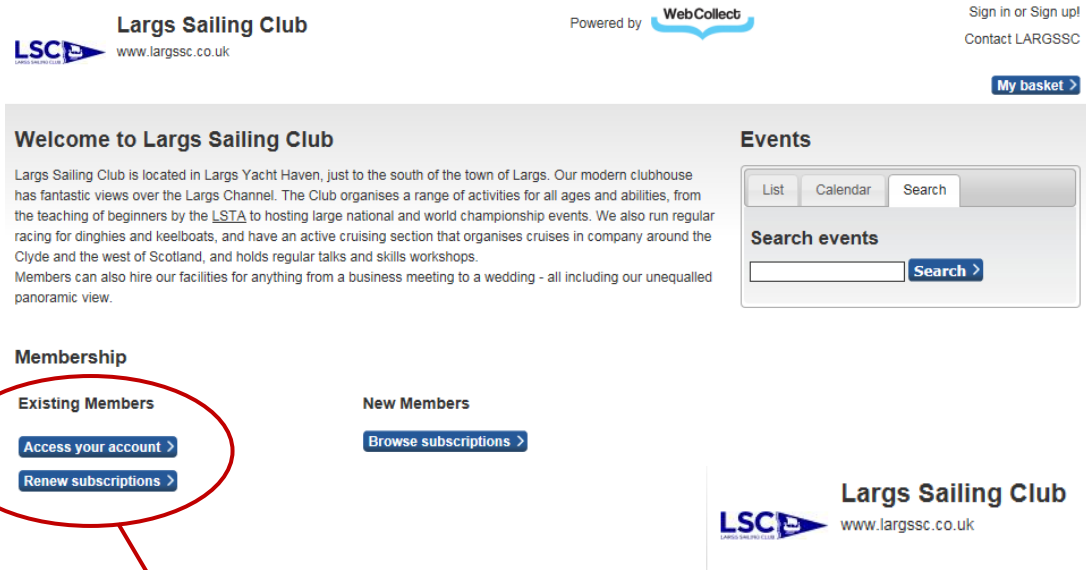 Largs Sailing Club
LSC
LARGS SAILING CLUB
www.largssc.co.uk
Powered by WebCollect
Sign in or Sign up!
Contact LARGSSC
My basket >
Welcome to Largs Sailing Club
Largs Sailing Club is located in Largs Yacht Haven, just to the south of the town of Largs. Our modern clubhouse
has fantastic views over the Largs Channel. The Club organises a range of activities for all ages and abilities, from
the teaching of beginners by the LSTA to hosting large national and world championship events. We also run regular
racing for dinghies and keelboats, and have an active cruising section that organises cruises in company around the
Clyde and the west of Scotland, and holds regular talks and skills workshops.
Members can also hire our facilities for anything from a business meeting to a wedding - all including our unequalled
panoramic view.
Events
List Calendar Search
Search events
Search >
Membership
Existing Members
Access your account >
Renew subscriptions >
New Members
Browse subscriptions >
Largs Sailing Club
LSC
LARGS SAILING CLUB
www.largssc.co.uk